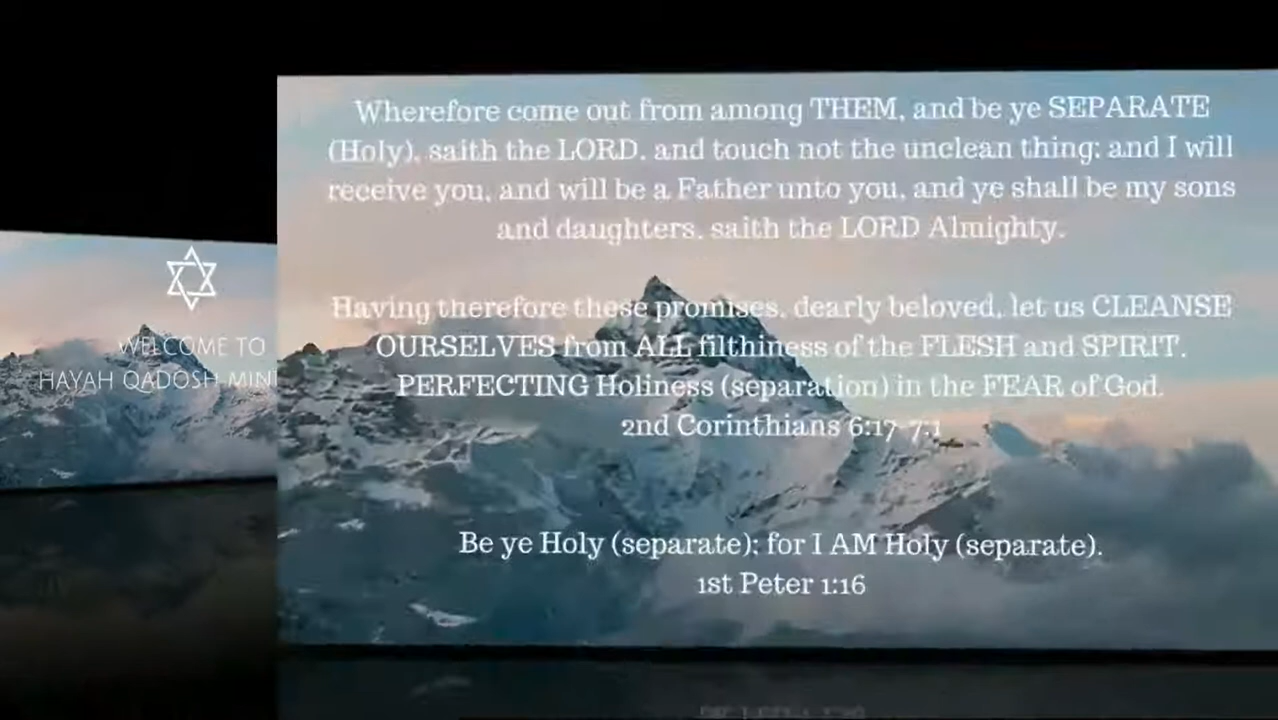 WELCOME TO
HAYAH QADOSH MINI
Wherefore come out from among THEM, and be ye SEPARATE
(Holy), saith the LORD, and touch not the unclean thing; and I will
receive you, and will be a Father unto you, and ye shall be my sons
and daughters, saith the LORD Almighty.
Having therefore these promises, dearly beloved, let us CLEANSE
OURSELVES from ALL filthiness of the FLESH and SPIRIT,
PERFECTING Holiness (separation) in the FEAR of God.
2nd Corinthians 6:17-7:1
Be ye Holy (separate); for I AM Holy (separate).
1st Peter 1:16